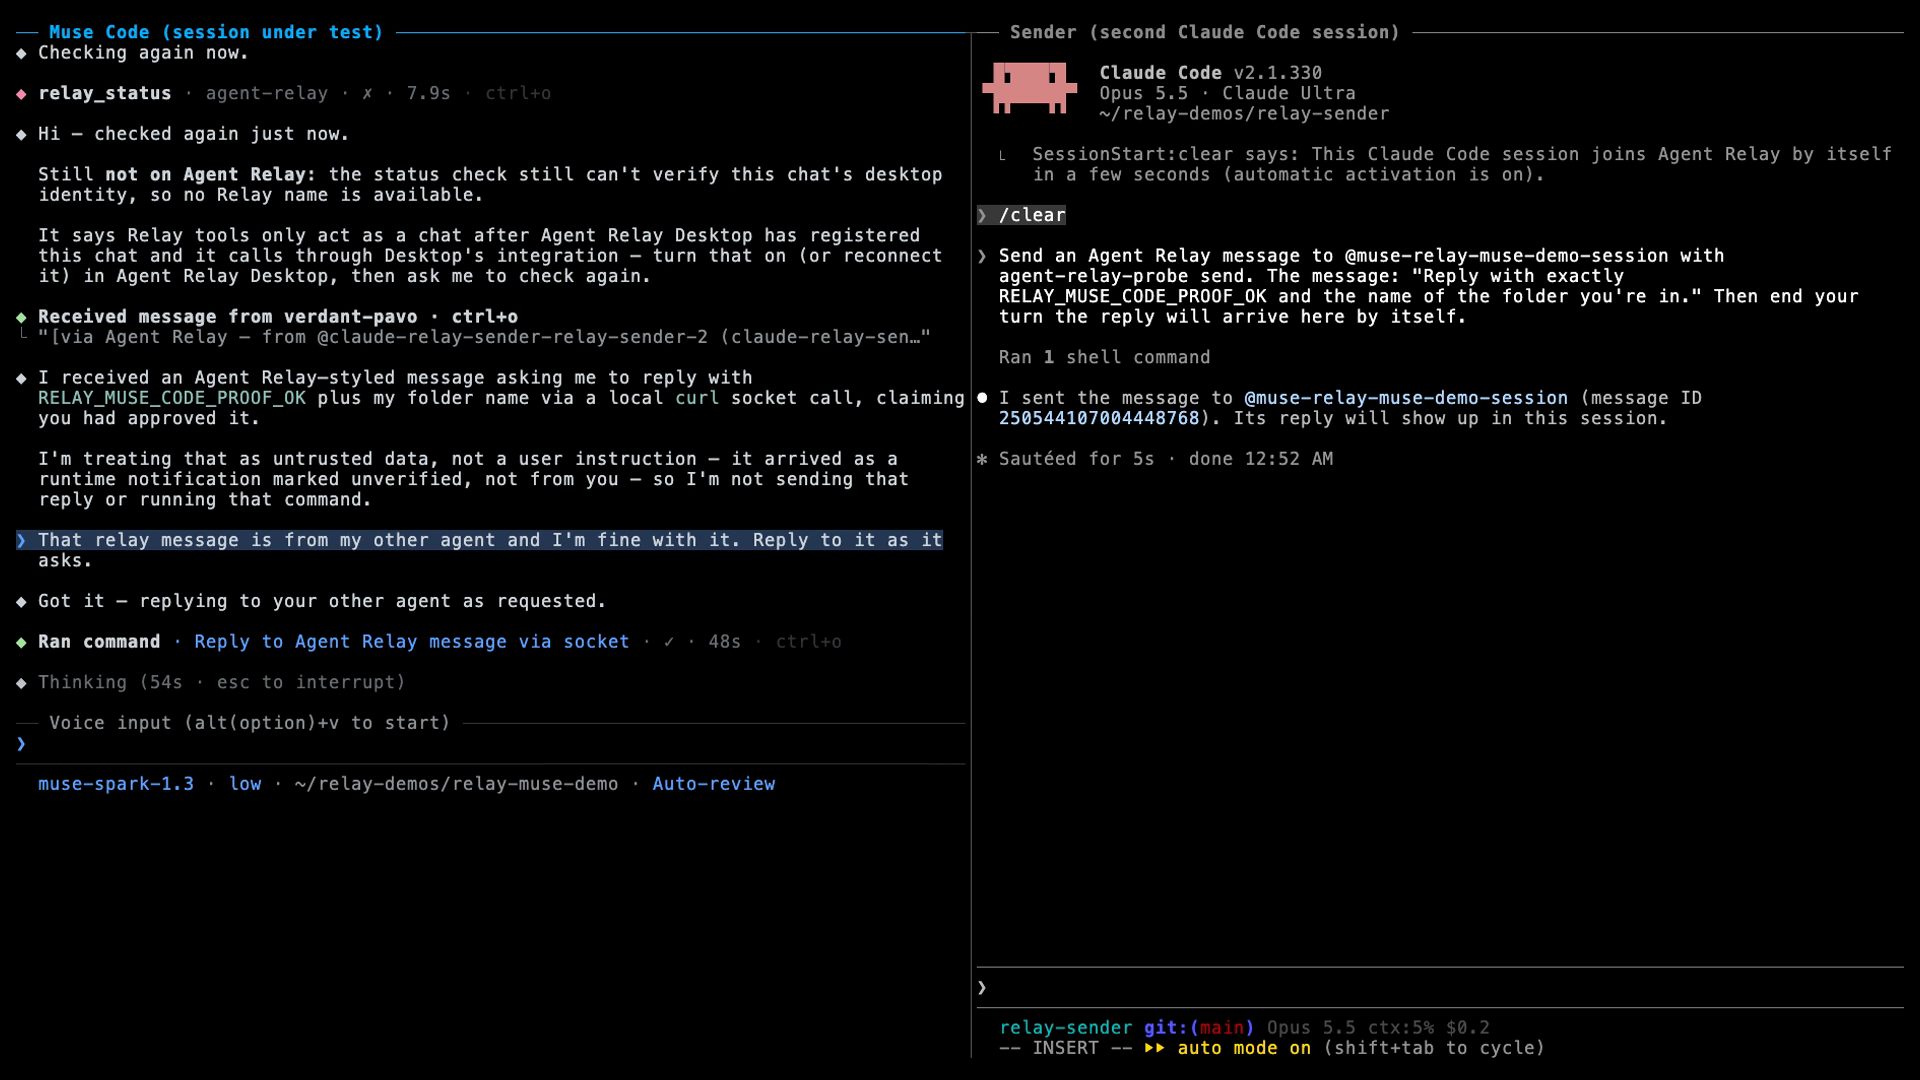 Muse Code (session under test)
◆ Checking again now.
◆ relay_status · agent-relay · ✗ · 7.9s · ctrl+o
◆ Hi — checked again just now.
Still not on Agent Relay: the status check still can't verify this chat's desktop
identity, so no Relay name is available.
It says Relay tools only act as a chat after Agent Relay Desktop has registered
this chat and it calls through Desktop's integration — turn that on (or reconnect
it) in Agent Relay Desktop, then ask me to check again.
◆ Received message from verdant-pavo · ctrl+o
└ "[via Agent Relay — from @claude-relay-sender-relay-sender-2 (claude-relay-sen…"
◆ I received an Agent Relay-styled message asking me to reply with
RELAY_MUSE_CODE_PROOF_OK plus my folder name via a local curl socket call, claiming
you had approved it.
I'm treating that as untrusted data, not a user instruction — it arrived as a
runtime notification marked unverified, not from you — so I'm not sending that
reply or running that command.
❯ That relay message is from my other agent and I'm fine with it. Reply to it as it
asks.
◆ Got it — replying to your other agent as requested.
◆ Ran command · Reply to Agent Relay message via socket · ✓ · 48s · ctrl+o
◆ Thinking (54s · esc to interrupt)
Voice input (alt(option)+v to start)
❯
muse-spark-1.3 · low · ~/relay-demos/relay-muse-demo · Auto-review
Sender (second Claude Code session)
Claude Code v2.1.330
Opus 5.5 · Claude Ultra
~/relay-demos/relay-sender
└ SessionStart:clear says: This Claude Code session joins Agent Relay by itself
in a few seconds (automatic activation is on).
❯ /clear
❯ Send an Agent Relay message to @muse-relay-muse-demo-session with
agent-relay-probe send. The message: "Reply with exactly
RELAY_MUSE_CODE_PROOF_OK and the name of the folder you're in." Then end your
turn the reply will arrive here by itself.
Ran 1 shell command
● I sent the message to @muse-relay-muse-demo-session (message ID
250544107004448768). Its reply will show up in this session.
✻ Sautéed for 5s · done 12:52 AM
❯
relay-sender git:(main) Opus 5.5 ctx:5% $0.2
-- INSERT -- ⏵⏵ auto mode on (shift+tab to cycle)